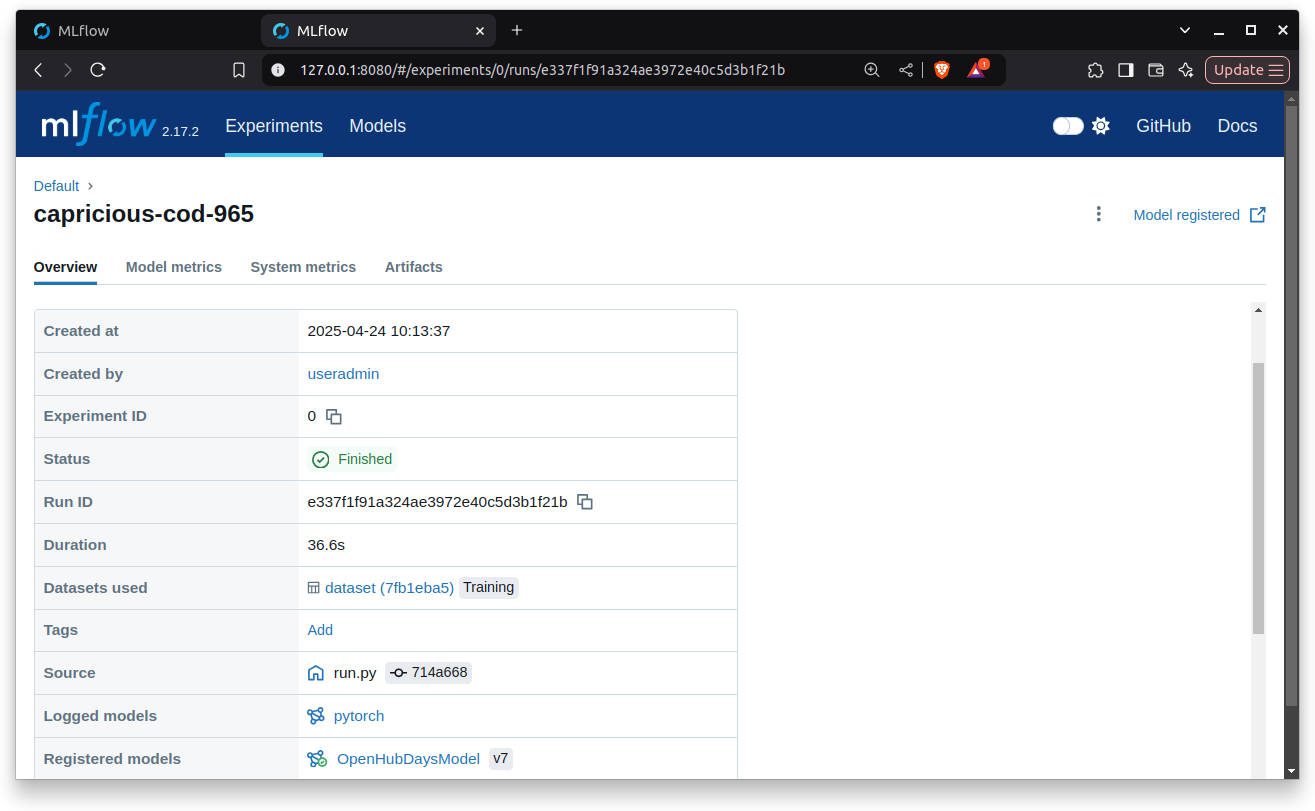 MLflow
MLflow
127.0.0.1:8080/#/experiments/0/runs/e337f1f91a324ae3972e40c5d3b1f21b
1
Update
mlflow 2.17.2
Experiments
Models
GitHub
Docs
Default
capricious-cod-965
Model registered
Overview
Model metrics
System metrics
Artifacts
Created at
2025-04-24 10:13:37
Created by
useradmin
Experiment ID
0
Status
Finished
Run ID
e337f1f91a324ae3972e40c5d3b1f21b
Duration
36.6s
Datasets used
dataset (7fb1eba5) Training
Tags
Add
Source
run.py 714a668
Logged models
pytorch
Registered models
OpenHubDaysModel v7